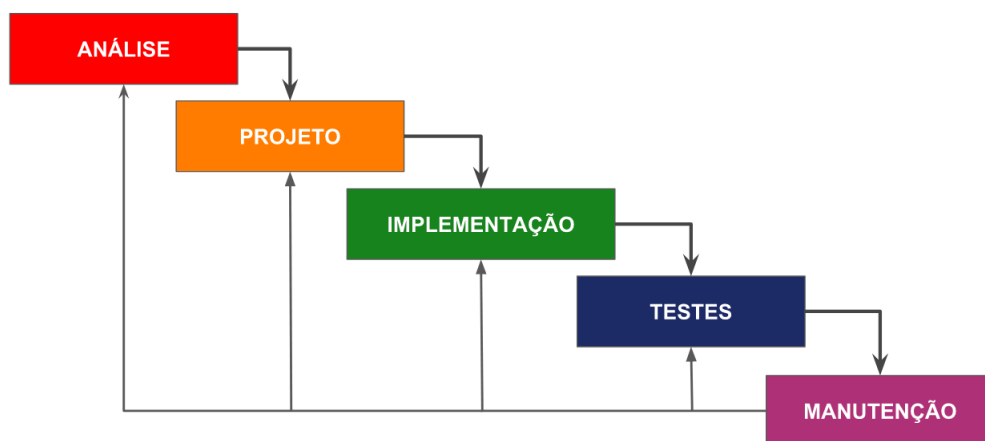 ANÁLISE
PROJETO
IMPLEMENTAÇÃO
TESTES
MANUTENÇÃO